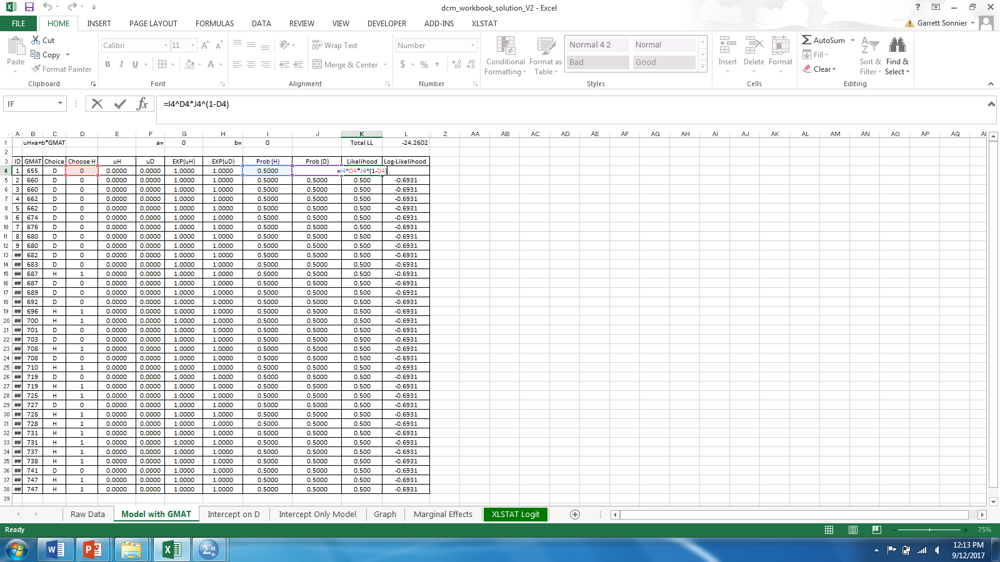 dcm_workbook_solution_V2 - Excel
FILE HOME INSERT PAGE LAYOUT FORMULAS DATA REVIEW VIEW DEVELOPER ADD-INS XLSTAT Garrett Sonnier
Cut
Copy
Format Painter
Paste
Clipboard
Calibri 11
B I U
Font
Wrap Text
Merge & Center
Alignment
Number
$ % ,
Number
Conditional Formatting
Format as Table
Normal 4 2 Normal
Bad Good
Styles
Insert Delete Format
Cells
AutoSum
Fill
Clear
Sort & Filter
Find & Select
Editing
IF =I4^D4*J4^(1-D4)
A B C D E F G H I J K L Z AA AB AC AD AE AF AG AH AI AJ AK AL AM AN AO AP AQ
1 uH=a+b*GMAT a= 0 b= 0 Total LL -24.2602
2
3 ID GMAT Choice Choose H uH uD EXP(uH) EXP(uD) Prob (H) Prob (D) Likelihood Log-Likelihood
4 1 655 D 0 0.0000 0.0000 1.0000 1.0000 0.5000 =I4^D4*J4^(1-D4)
5 2 660 D 0 0.0000 0.0000 1.0000 1.0000 0.5000 0.5000 0.500 -0.6931
6 3 660 D 0 0.0000 0.0000 1.0000 1.0000 0.5000 0.5000 0.500 -0.6931
7 4 662 D 0 0.0000 0.0000 1.0000 1.0000 0.5000 0.5000 0.500 -0.6931
8 5 662 D 0 0.0000 0.0000 1.0000 1.0000 0.5000 0.5000 0.500 -0.6931
9 6 674 D 0 0.0000 0.0000 1.0000 1.0000 0.5000 0.5000 0.500 -0.6931
10 7 676 D 0 0.0000 0.0000 1.0000 1.0000 0.5000 0.5000 0.500 -0.6931
11 8 680 D 0 0.0000 0.0000 1.0000 1.0000 0.5000 0.5000 0.500 -0.6931
12 9 680 D 0 0.0000 0.0000 1.0000 1.0000 0.5000 0.5000 0.500 -0.6931
13 ## 682 D 0 0.0000 0.0000 1.0000 1.0000 0.5000 0.5000 0.500 -0.6931
14 ## 683 D 0 0.0000 0.0000 1.0000 1.0000 0.5000 0.5000 0.500 -0.6931
15 ## 687 H 1 0.0000 0.0000 1.0000 1.0000 0.5000 0.5000 0.500 -0.6931
16 ## 687 D 0 0.0000 0.0000 1.0000 1.0000 0.5000 0.5000 0.500 -0.6931
17 ## 689 D 0 0.0000 0.0000 1.0000 1.0000 0.5000 0.5000 0.500 -0.6931
18 ## 692 D 0 0.0000 0.0000 1.0000 1.0000 0.5000 0.5000 0.500 -0.6931
19 ## 696 H 1 0.0000 0.0000 1.0000 1.0000 0.5000 0.5000 0.500 -0.6931
20 ## 700 H 1 0.0000 0.0000 1.0000 1.0000 0.5000 0.5000 0.500 -0.6931
21 ## 701 D 0 0.0000 0.0000 1.0000 1.0000 0.5000 0.5000 0.500 -0.6931
22 ## 703 D 0 0.0000 0.0000 1.0000 1.0000 0.5000 0.5000 0.500 -0.6931
23 ## 708 H 1 0.0000 0.0000 1.0000 1.0000 0.5000 0.5000 0.500 -0.6931
24 ## 708 D 0 0.0000 0.0000 1.0000 1.0000 0.5000 0.5000 0.500 -0.6931
25 ## 710 H 1 0.0000 0.0000 1.0000 1.0000 0.5000 0.5000 0.500 -0.6931
26 ## 719 D 0 0.0000 0.0000 1.0000 1.0000 0.5000 0.5000 0.500 -0.6931
27 ## 719 H 1 0.0000 0.0000 1.0000 1.0000 0.5000 0.5000 0.500 -0.6931
28 ## 725 H 1 0.0000 0.0000 1.0000 1.0000 0.5000 0.5000 0.500 -0.6931
29 ## 727 D 0 0.0000 0.0000 1.0000 1.0000 0.5000 0.5000 0.500 -0.6931
30 ## 728 H 1 0.0000 0.0000 1.0000 1.0000 0.5000 0.5000 0.500 -0.6931
31 ## 728 H 1 0.0000 0.0000 1.0000 1.0000 0.5000 0.5000 0.500 -0.6931
32 ## 731 H 1 0.0000 0.0000 1.0000 1.0000 0.5000 0.5000 0.500 -0.6931
33 ## 731 H 1 0.0000 0.0000 1.0000 1.0000 0.5000 0.5000 0.500 -0.6931
34 ## 737 H 1 0.0000 0.0000 1.0000 1.0000 0.5000 0.5000 0.500 -0.6931
35 ## 738 H 1 0.0000 0.0000 1.0000 1.0000 0.5000 0.5000 0.500 -0.6931
36 ## 741 D 0 0.0000 0.0000 1.0000 1.0000 0.5000 0.5000 0.500 -0.6931
37 ## 747 H 1 0.0000 0.0000 1.0000 1.0000 0.5000 0.5000 0.500 -0.6931
38 ## 747 H 1 0.0000 0.0000 1.0000 1.0000 0.5000 0.5000 0.500 -0.6931
39
Raw Data Model with GMAT Intercept on D Intercept Only Model Graph Marginal Effects XLSTAT Logit
Ready 75%
12:13 PM
9/12/2017